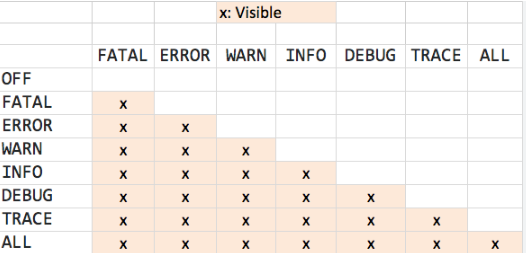 x: Visible
FATAL ERROR WARN INFO DEBUG TRACE ALL
OFF
FATAL x
ERROR x x
WARN x x x
INFO x x x x
DEBUG x x x x x
TRACE x x x x x x
ALL x x x x x x x